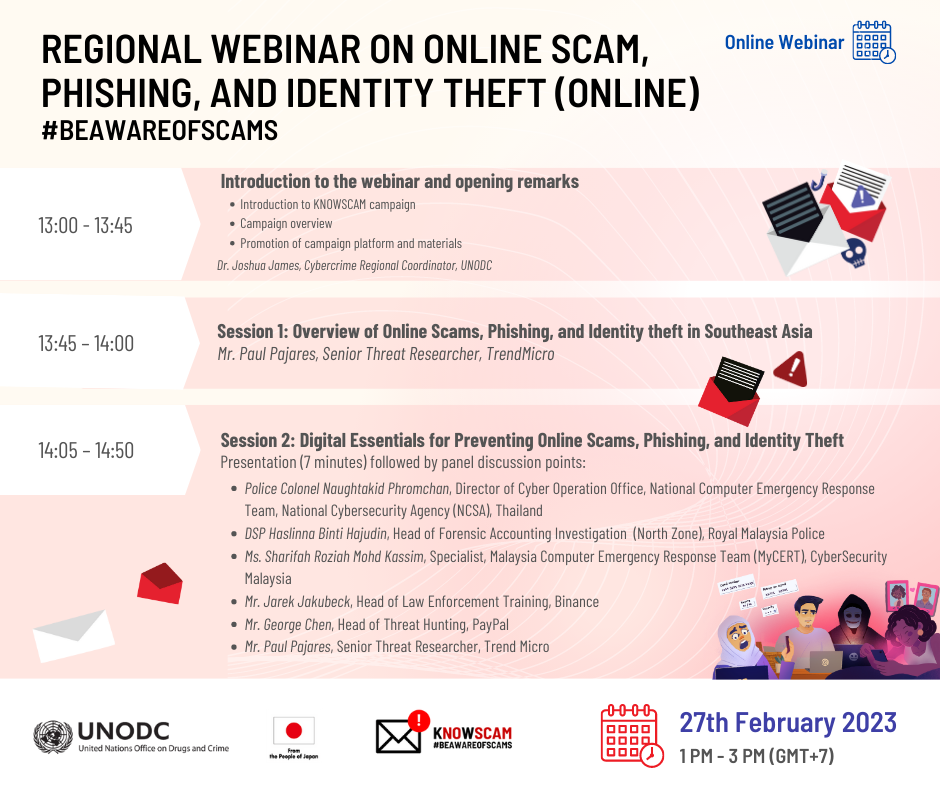 REGIONAL WEBINAR ON ONLINE SCAM,
PHISHING, AND IDENTITY THEFT (ONLINE)
#BEAWAREOFSCAMS
Online Webinar
13:00 - 13:45
Introduction to the webinar and opening remarks
• Introduction to KNOWSCAM campaign
• Campaign overview
• Promotion of campaign platform and materials
Dr. Joshua James, Cybercrime Regional Coordinator, UNODC
13:45 – 14:00
Session 1: Overview of Online Scams, Phishing, and Identity theft in Southeast Asia
Mr. Paul Pajares, Senior Threat Researcher, TrendMicro
14:05 – 14:50
Session 2: Digital Essentials for Preventing Online Scams, Phishing, and Identity Theft
Presentation (7 minutes) followed by panel discussion points:
• Police Colonel Naughtakid Phromchan, Director of Cyber Operation Office, National Computer Emergency Response
Team, National Cybersecurity Agency (NCSA), Thailand
• DSP Haslinna Binti Hajudin, Head of Forensic Accounting Investigation (North Zone), Royal Malaysia Police
• Ms. Sharifah Roziah Mohd Kassim, Specialist, Malaysia Computer Emergency Response Team (MyCERT), CyberSecurity
Malaysia
• Mr. Jarek Jakubeck, Head of Law Enforcement Training, Binance
• Mr. George Chen, Head of Threat Hunting, PayPal
• Mr. Paul Pajares, Senior Threat Researcher, Trend Micro
UNODC
United Nations Office on Drugs and Crime
From
the People of Japan
KNOWSCAM
#BEAWAREOFSCAMS
27th February 2023
1 PM - 3 PM (GMT+7)